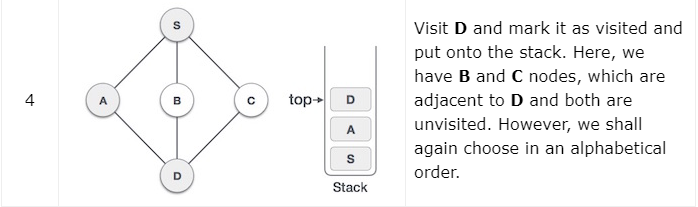 4
S
A
B
C
D
top→
D
A
S
Stack
Visit D and mark it as visited and
put onto the stack. Here, we
have B and C nodes, which are
adjacent to D and both are
unvisited. However, we shall
again choose in an alphabetical
order.